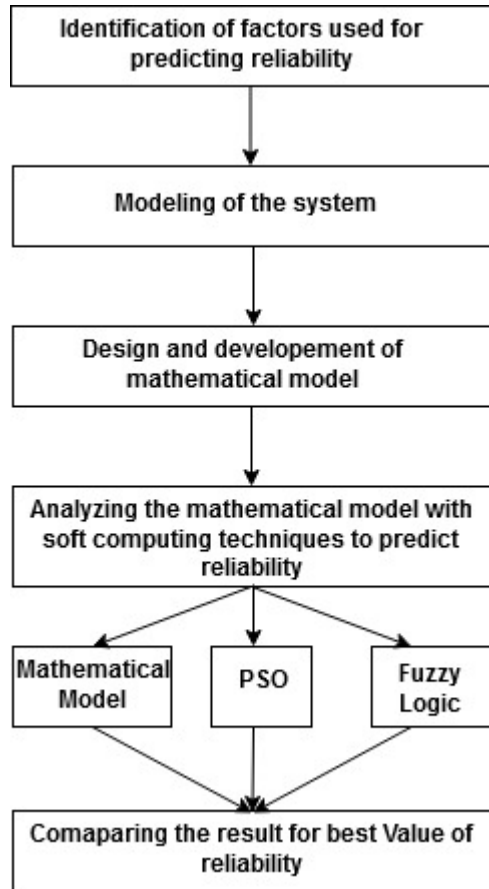 Identification of factors used for
predicting reliability
Modeling of the system
Design and developement of
mathematical model
Analyzing the mathematical model with
soft computing techniques to predict
reliability
Mathematical
Model
PSO
Fuzzy
Logic
Comaparing the result for best Value of
reliability